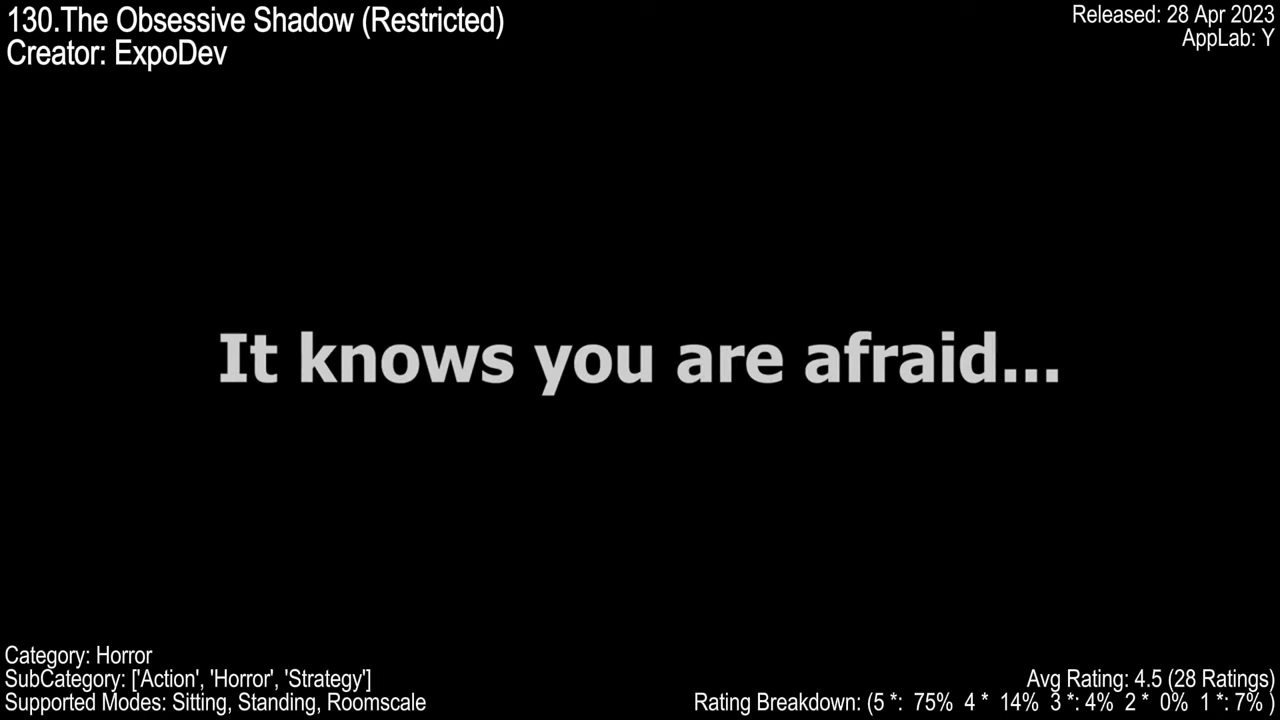 130.The Obsessive Shadow (Restricted)
Creator: ExpoDev
Released: 28 Apr 2023
AppLab: Y
It knows you are afraid...
Category: Horror
SubCategory: ['Action', 'Horror', 'Strategy']
Supported Modes: Sitting, Standing, Roomscale
Avg Rating: 4.5 (28 Ratings)
Rating Breakdown: (5 *: 75% 4 * 14% 3 *: 4% 2 * 0% 1 *: 7% )